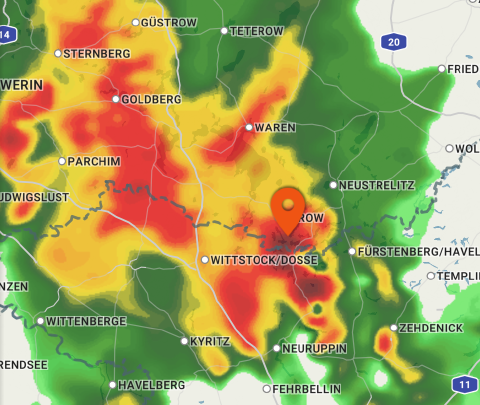 GÜSTROW
TETEROW
14
20
STERNBERG
FRIED
WERIN
GOLDBERG
WAREN
WOL
PARCHIM
NEUSTRELITZ
UDWIGSLUST
ROW
FÜRSTENBERG/HAVEL
WITTSTOCK/DOSSE
TEMPLIN
NZEN
WITTENBERGE
ZEHDENICK
KYRITZ
NEURUPPIN
RENDSEE
HAVELBERG
FEHRBELLIN
11